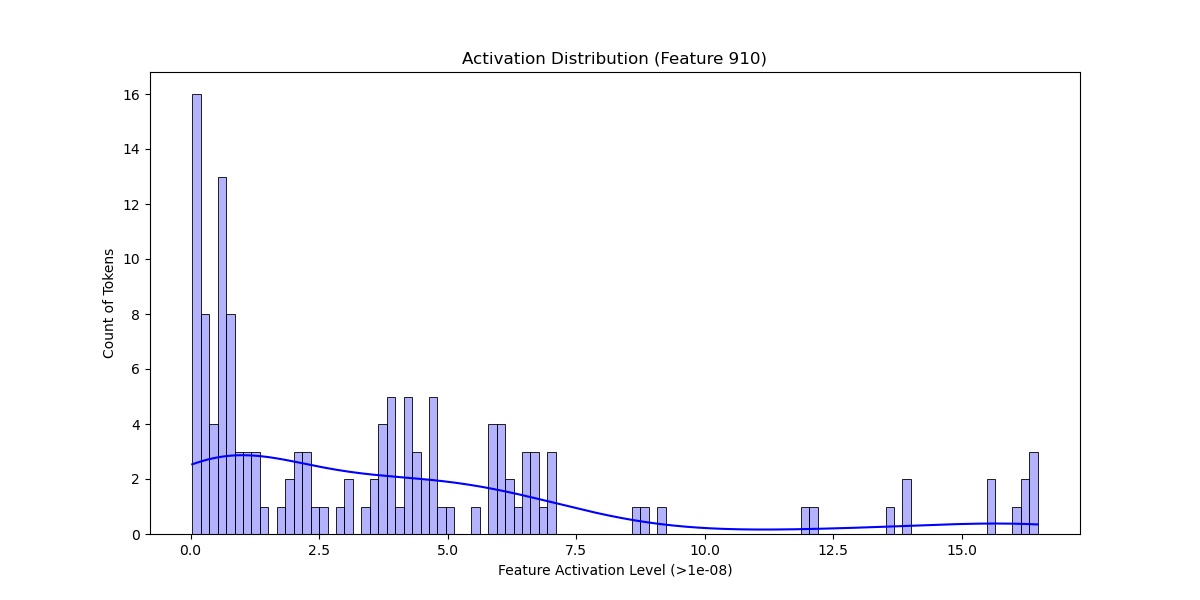 Activation Distribution (Feature 910)
16
14
12
10
8
6
4
2
0
Count of Tokens
0.0 2.5 5.0 7.5 10.0 12.5 15.0
Feature Activation Level (>1e-08)